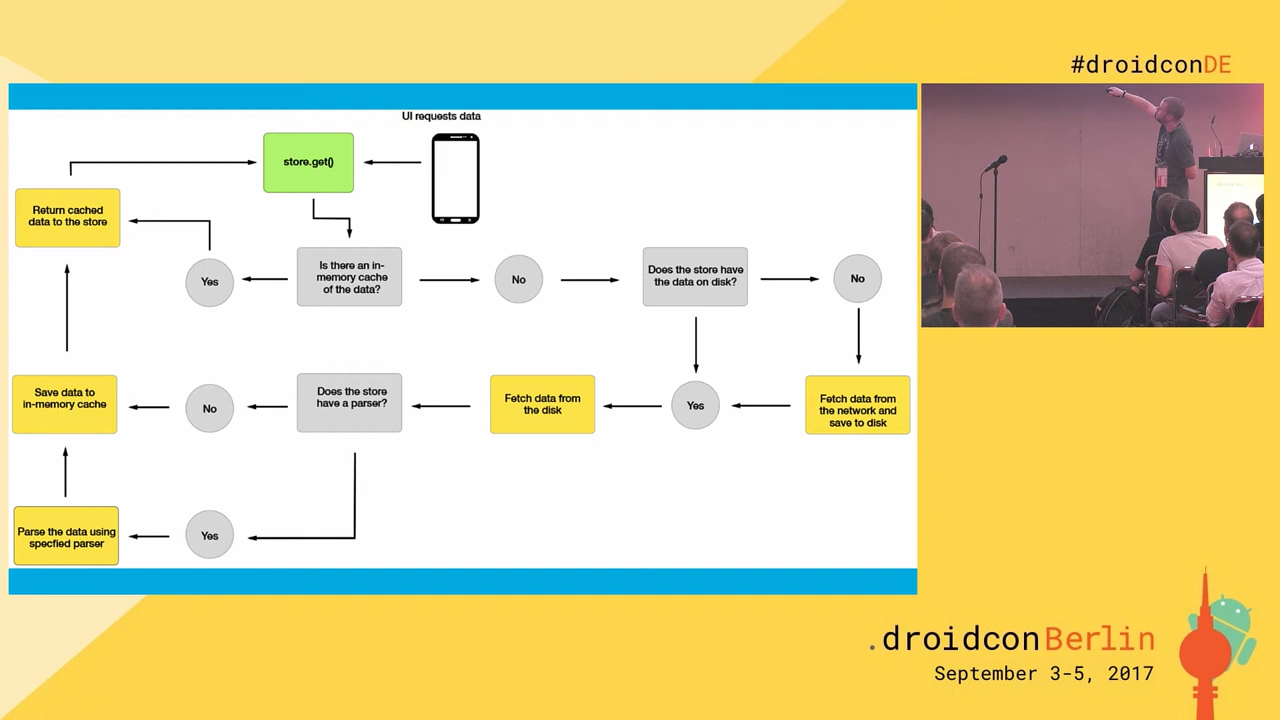 #droidconDE
UI requests data
store.get()
Return cached
data to the store
Yes
Is there an in-
memory cache
of the data?
No
Does the store have
the data on disk?
No
Save data to
in-memory cache
No
Does the store
have a parser?
Fetch data from
the disk
Yes
Fetch data from
the network and
save to disk
Parse the data using
specfied parser
Yes
.droidconBerlin
September 3-5, 2017